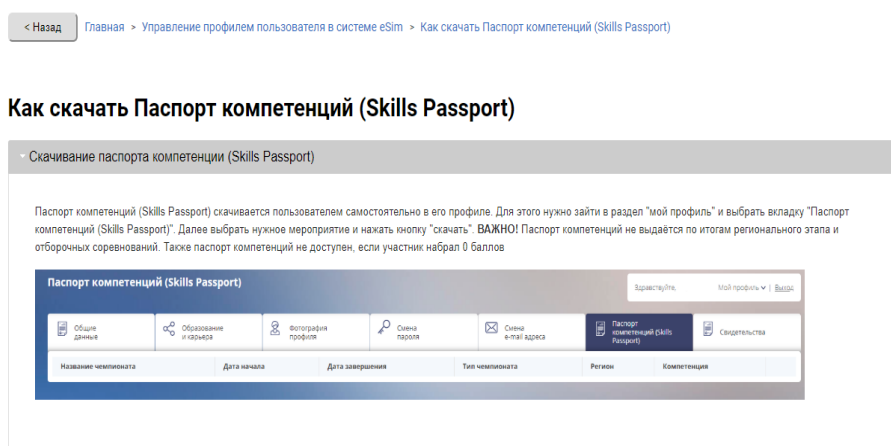 < Назад Главная > Управление профилем пользователя в системе eSim > Как скачать Паспорт компетенций (Skills Passport)
Как скачать Паспорт компетенций (Skills Passport)
Скачивание паспорта компетенции (Skills Passport)
Паспорт компетенций (Skills Passport) скачивается пользователем самостоятельно в его профиле. Для этого нужно зайти в раздел "мой профиль" и выбрать вкладку "Паспорт
компетенций (Skills Passport)". Далее выбрать нужное мероприятие и нажать кнопку "скачать". ВАЖНО! Паспорт компетенций не выдаётся по итогам регионального этапа и
отборочных соревнований. Также паспорт компетенций не доступен, если участник набрал 0 баллов
Паспорт компетенций (Skills Passport)
Здравствуйте, Мой профиль | Выход
Общие
данные
Образование
и карьера
Фотография
профиля
Смена
пароля
Смена
e-mail адреса
Паспорт
компетенций (Skills
Passport)
Свидетельства
Название чемпионата Дата начала Дата завершения Тип чемпионата Регион Компетенция